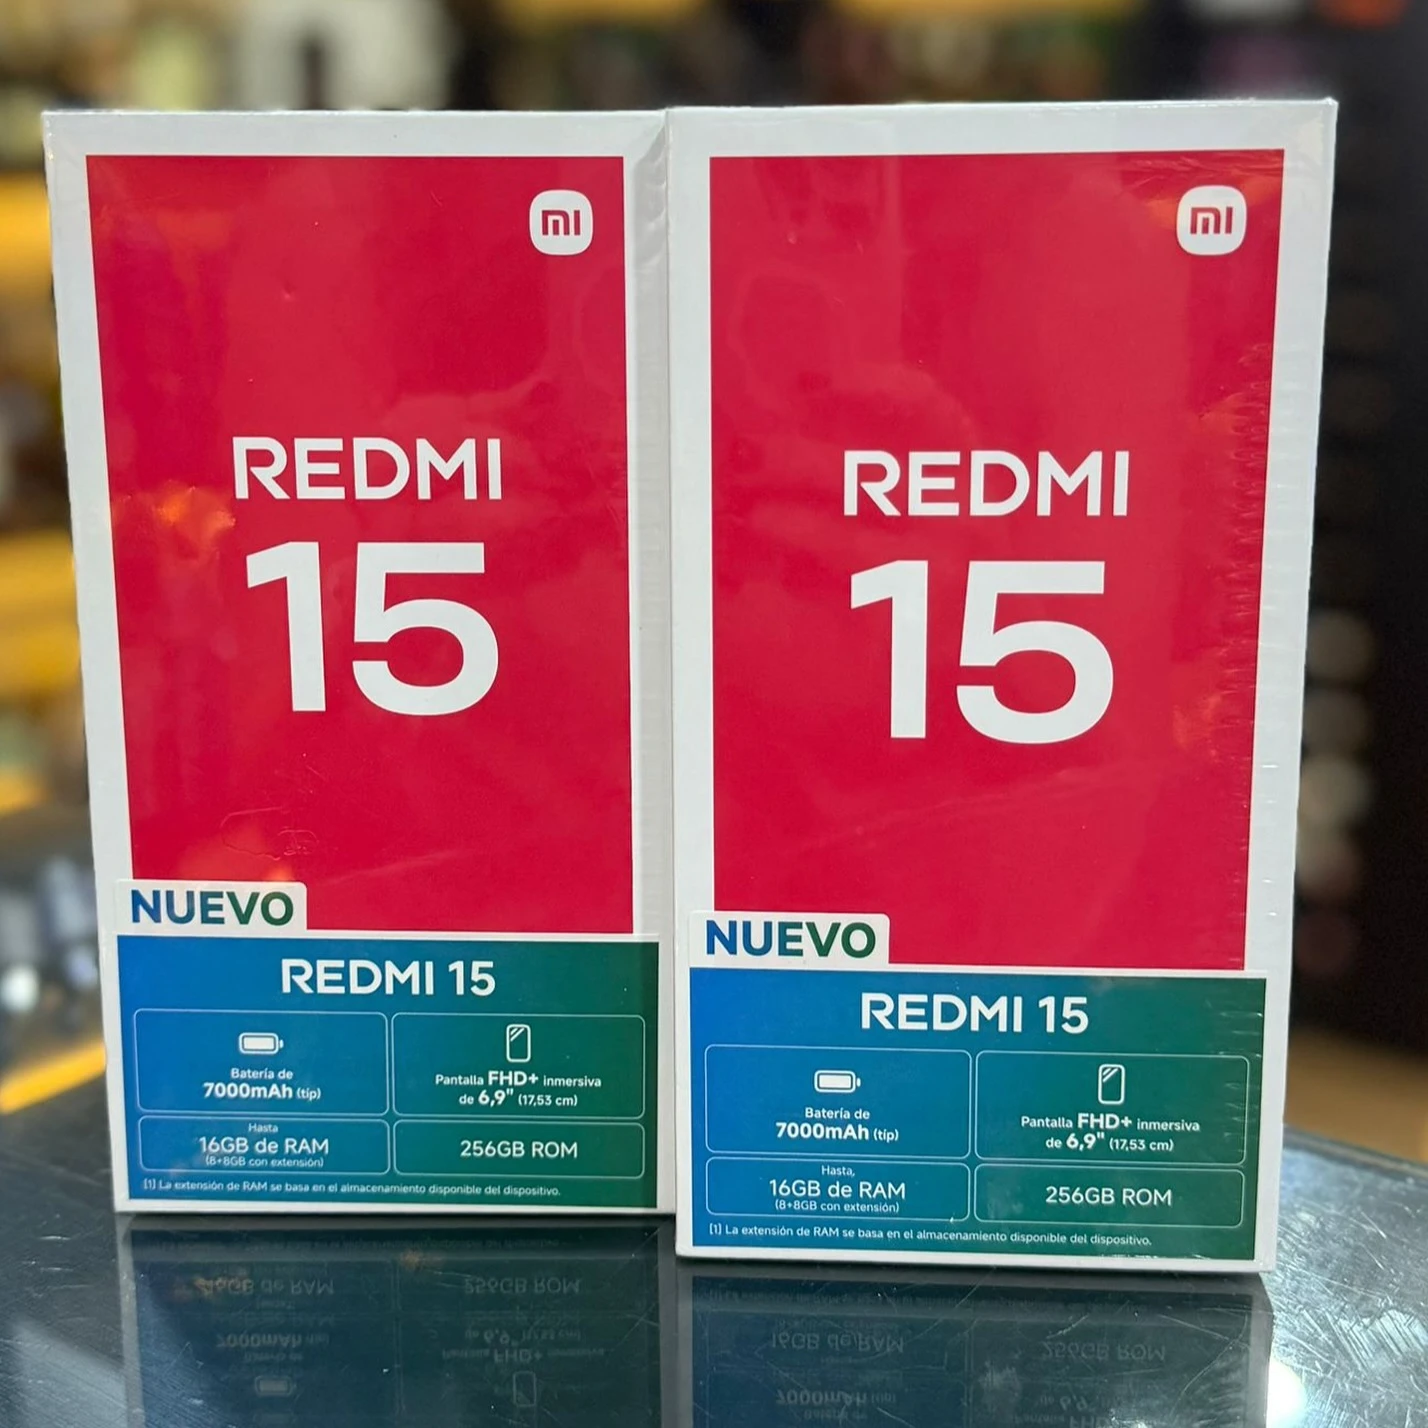 mi
REDMI
15
NUEVO
REDMI 15
Batería de
7000mAh (típ)
Pantalla FHD+ inmersiva
de 6,9" (17,53 cm)
Hasta
16GB de RAM
(8+8GB con extensión)
256GB ROM
[1] La extensión de RAM se basa en el almacenamiento disponible del dispositivo.
mi
REDMI
15
NUEVO
REDMI 15
Batería de
7000mAh (típ)
Pantalla FHD+ inmersiva
de 6,9" (17,53 cm)
Hasta,
16GB de RAM
(8+8GB con extensión)
256GB ROM
[1] La extensión de RAM se basa en el almacenamiento disponible del dispositivo.